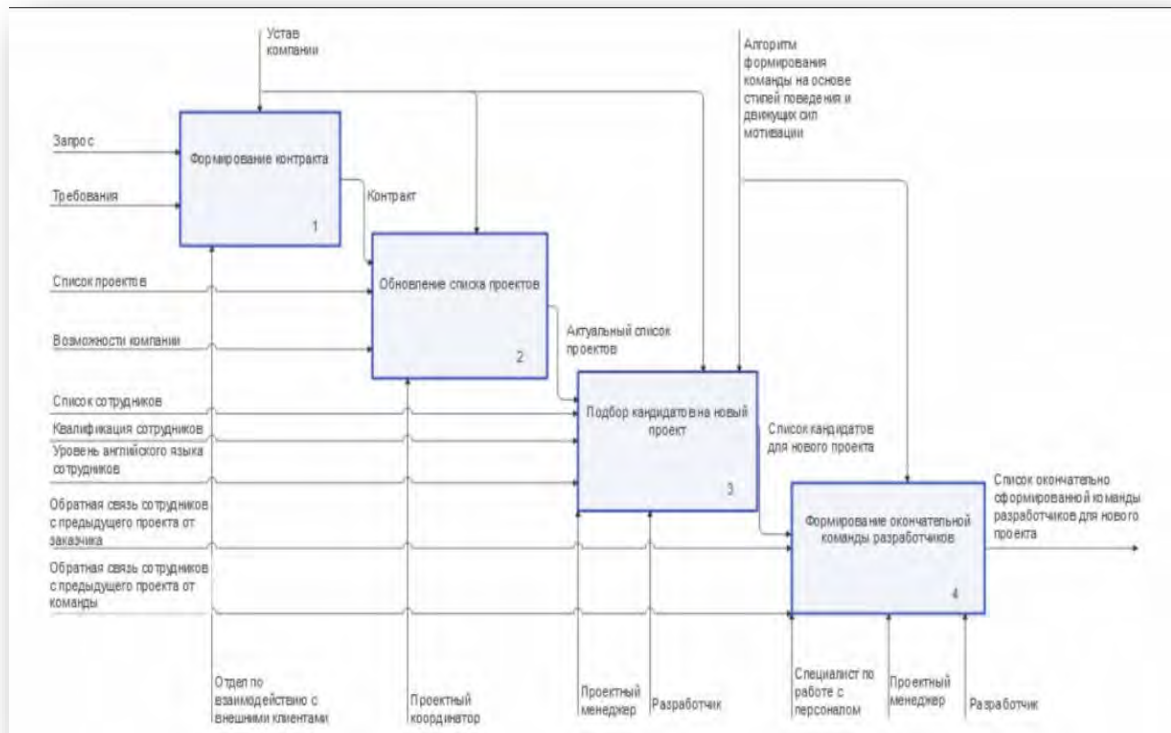 Устав
компании
Алгоритм
формирования
команды на основе
стилей поведения и
движущих сил
мотивации
Запрос
Требования
Формирование контракта
1
Контракт
Список проектов
Возможности компании
Обновление списка проектов
2
Актуальный список
проектов
Список сотрудников
Квалификация сотрудников
Уровень английского языка
сотрудников
Подбор кандидатов на новый
проект
3
Список кандидатов
для нового проекта
Обратная связь сотрудников
с предыдущего проекта от
заказчика
Обратная связь сотрудников
с предыдущего проекта от
команды
Формирование окончательной
команды разработчиков
4
Список окончательно
сформированной команды
разработчиков для нового
проекта
Отдел по
взаимодействию с
внешними клиентами
Проектный
координатор
Проектный
менеджер
Разработчик
Специалист по
работе с
персоналом
Проектный
менеджер
Разработчик